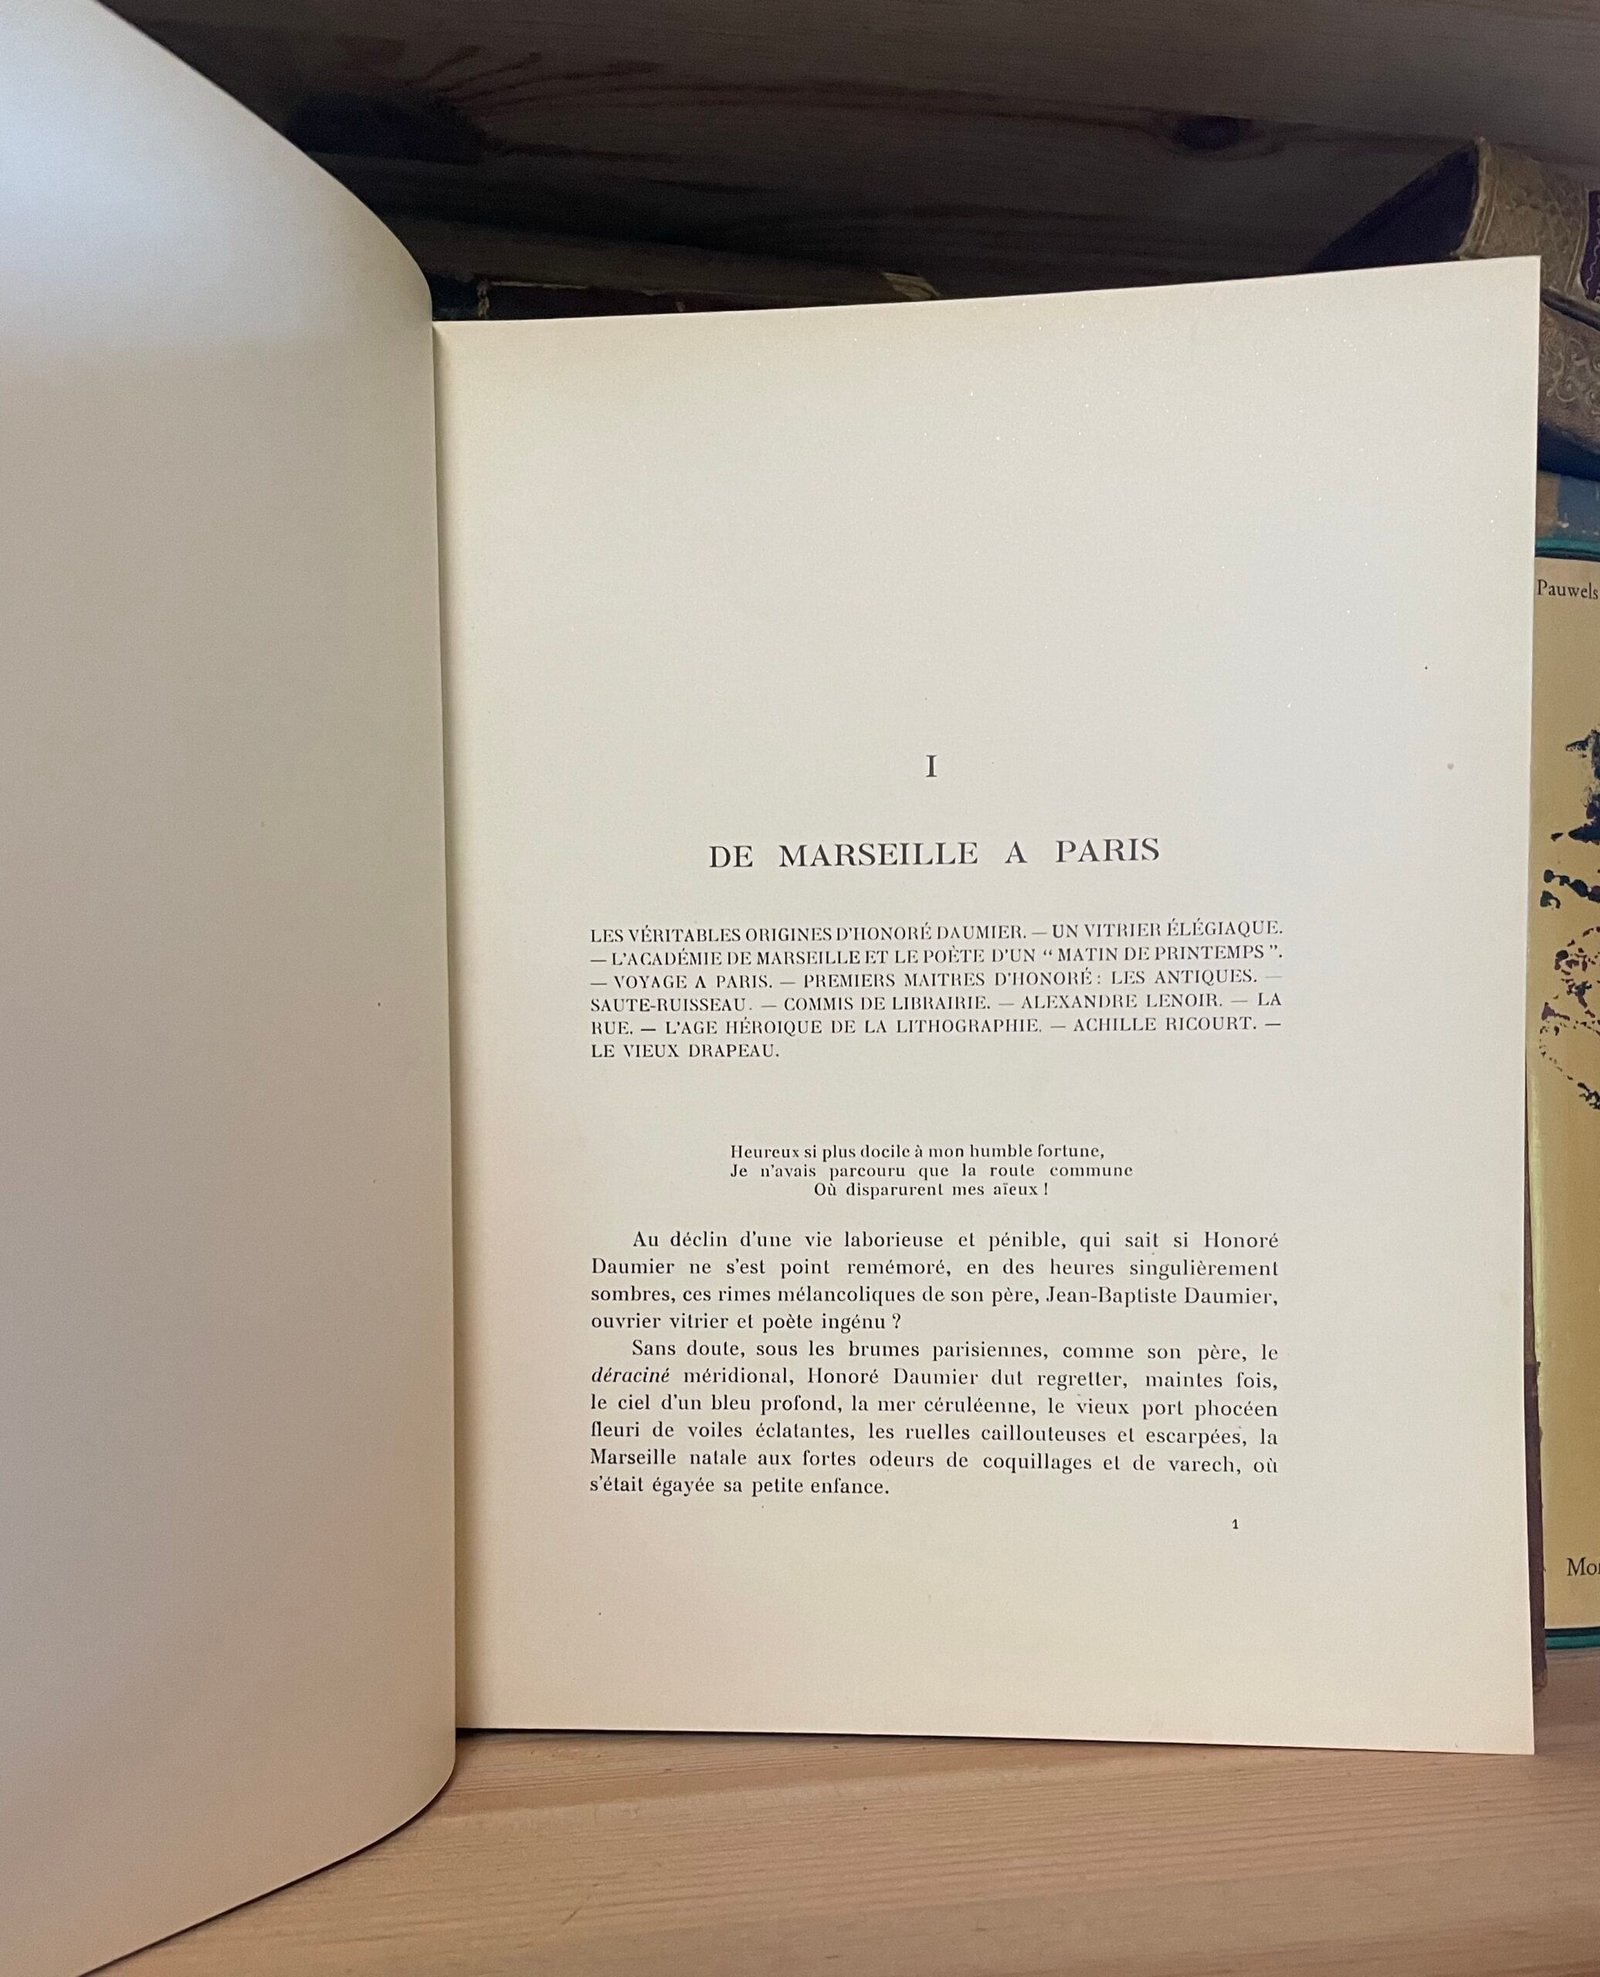 I
DE MARSEILLE A PARIS
LES VÉRITABLES ORIGINES D'HONORÉ DAUMIER. — UN VITRIER ÉLÉGIAQUE.
— L'ACADÉMIE DE MARSEILLE ET LE POÈTE D'UN “ MATIN DE PRINTEMPS ”.
— VOYAGE A PARIS. — PREMIERS MAITRES D'HONORÉ : LES ANTIQUES. —
SAUTE-RUISSEAU. — COMMIS DE LIBRAIRIE. — ALEXANDRE LENOIR. — LA
RUE. — L'AGE HÉROIQUE DE LA LITHOGRAPHIE. — ACHILLE RICOURT. —
LE VIEUX DRAPEAU.
Heureux si plus docile à mon humble fortune,
Je n'avais parcouru que la route commune
Où disparurent mes aïeux !
Au déclin d'une vie laborieuse et pénible, qui sait si Honoré
Daumier ne s'est point remémoré, en des heures singulièrement
sombres, ces rimes mélancoliques de son père, Jean-Baptiste Daumier,
ouvrier vitrier et poète ingénu ?
Sans doute, sous les brumes parisiennes, comme son père, le
déraciné méridional, Honoré Daumier dut regretter, maintes fois,
le ciel d'un bleu profond, la mer céruléenne, le vieux port phocéen
fleuri de voiles éclatantes, les ruelles caillouteuses et escarpées, la
Marseille natale aux fortes odeurs de coquillages et de varech, où
s'était égayée sa petite enfance.
1
Pauwels